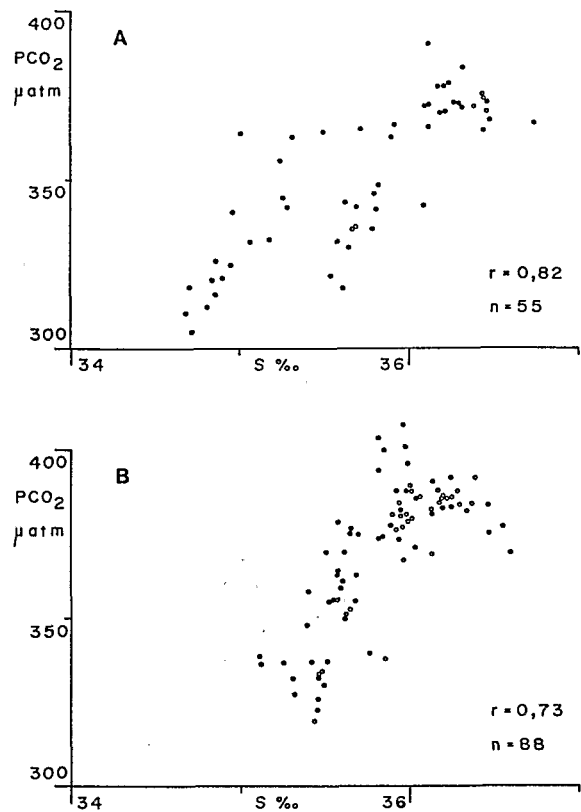 400
A
PCO₂
µatm
350
r = 0,82
n = 55
300
34
S ‰
36
400
B
PCO₂
µatm
350
r = 0,73
n = 88
300
34
S ‰
36